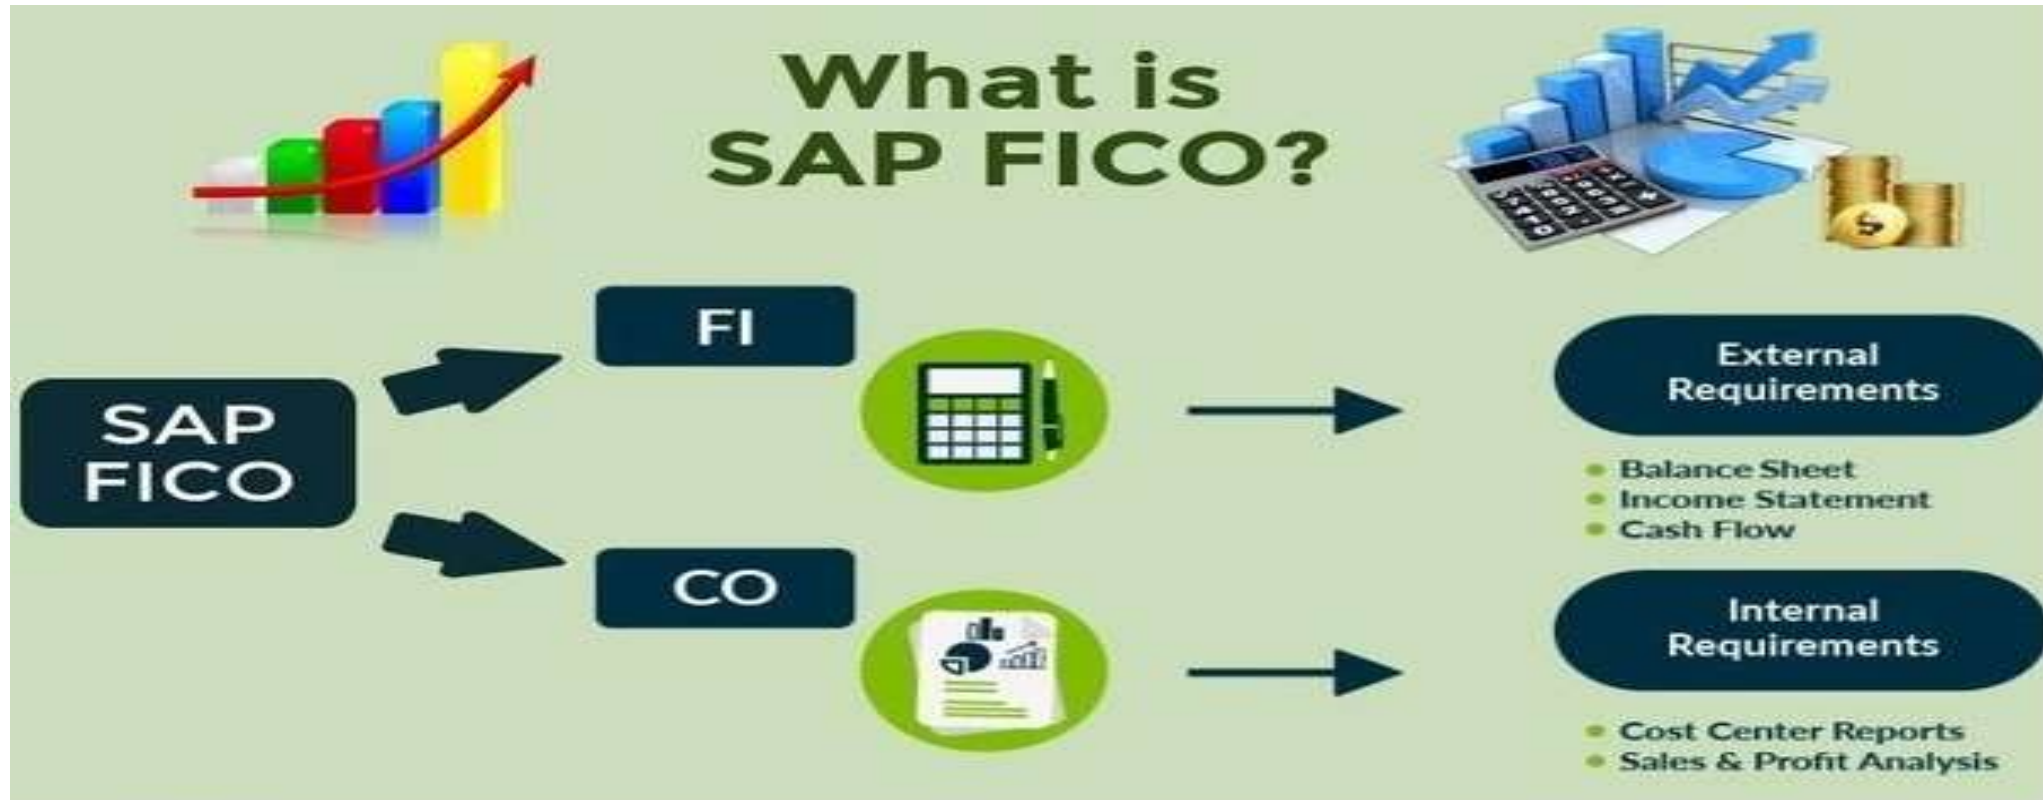 What is
SAP FICO?
SAP
FICO
FI
External
Requirements
Balance Sheet
Income Statement
Cash Flow
CO
Internal
Requirements
Cost Center Reports
Sales & Profit Analysis